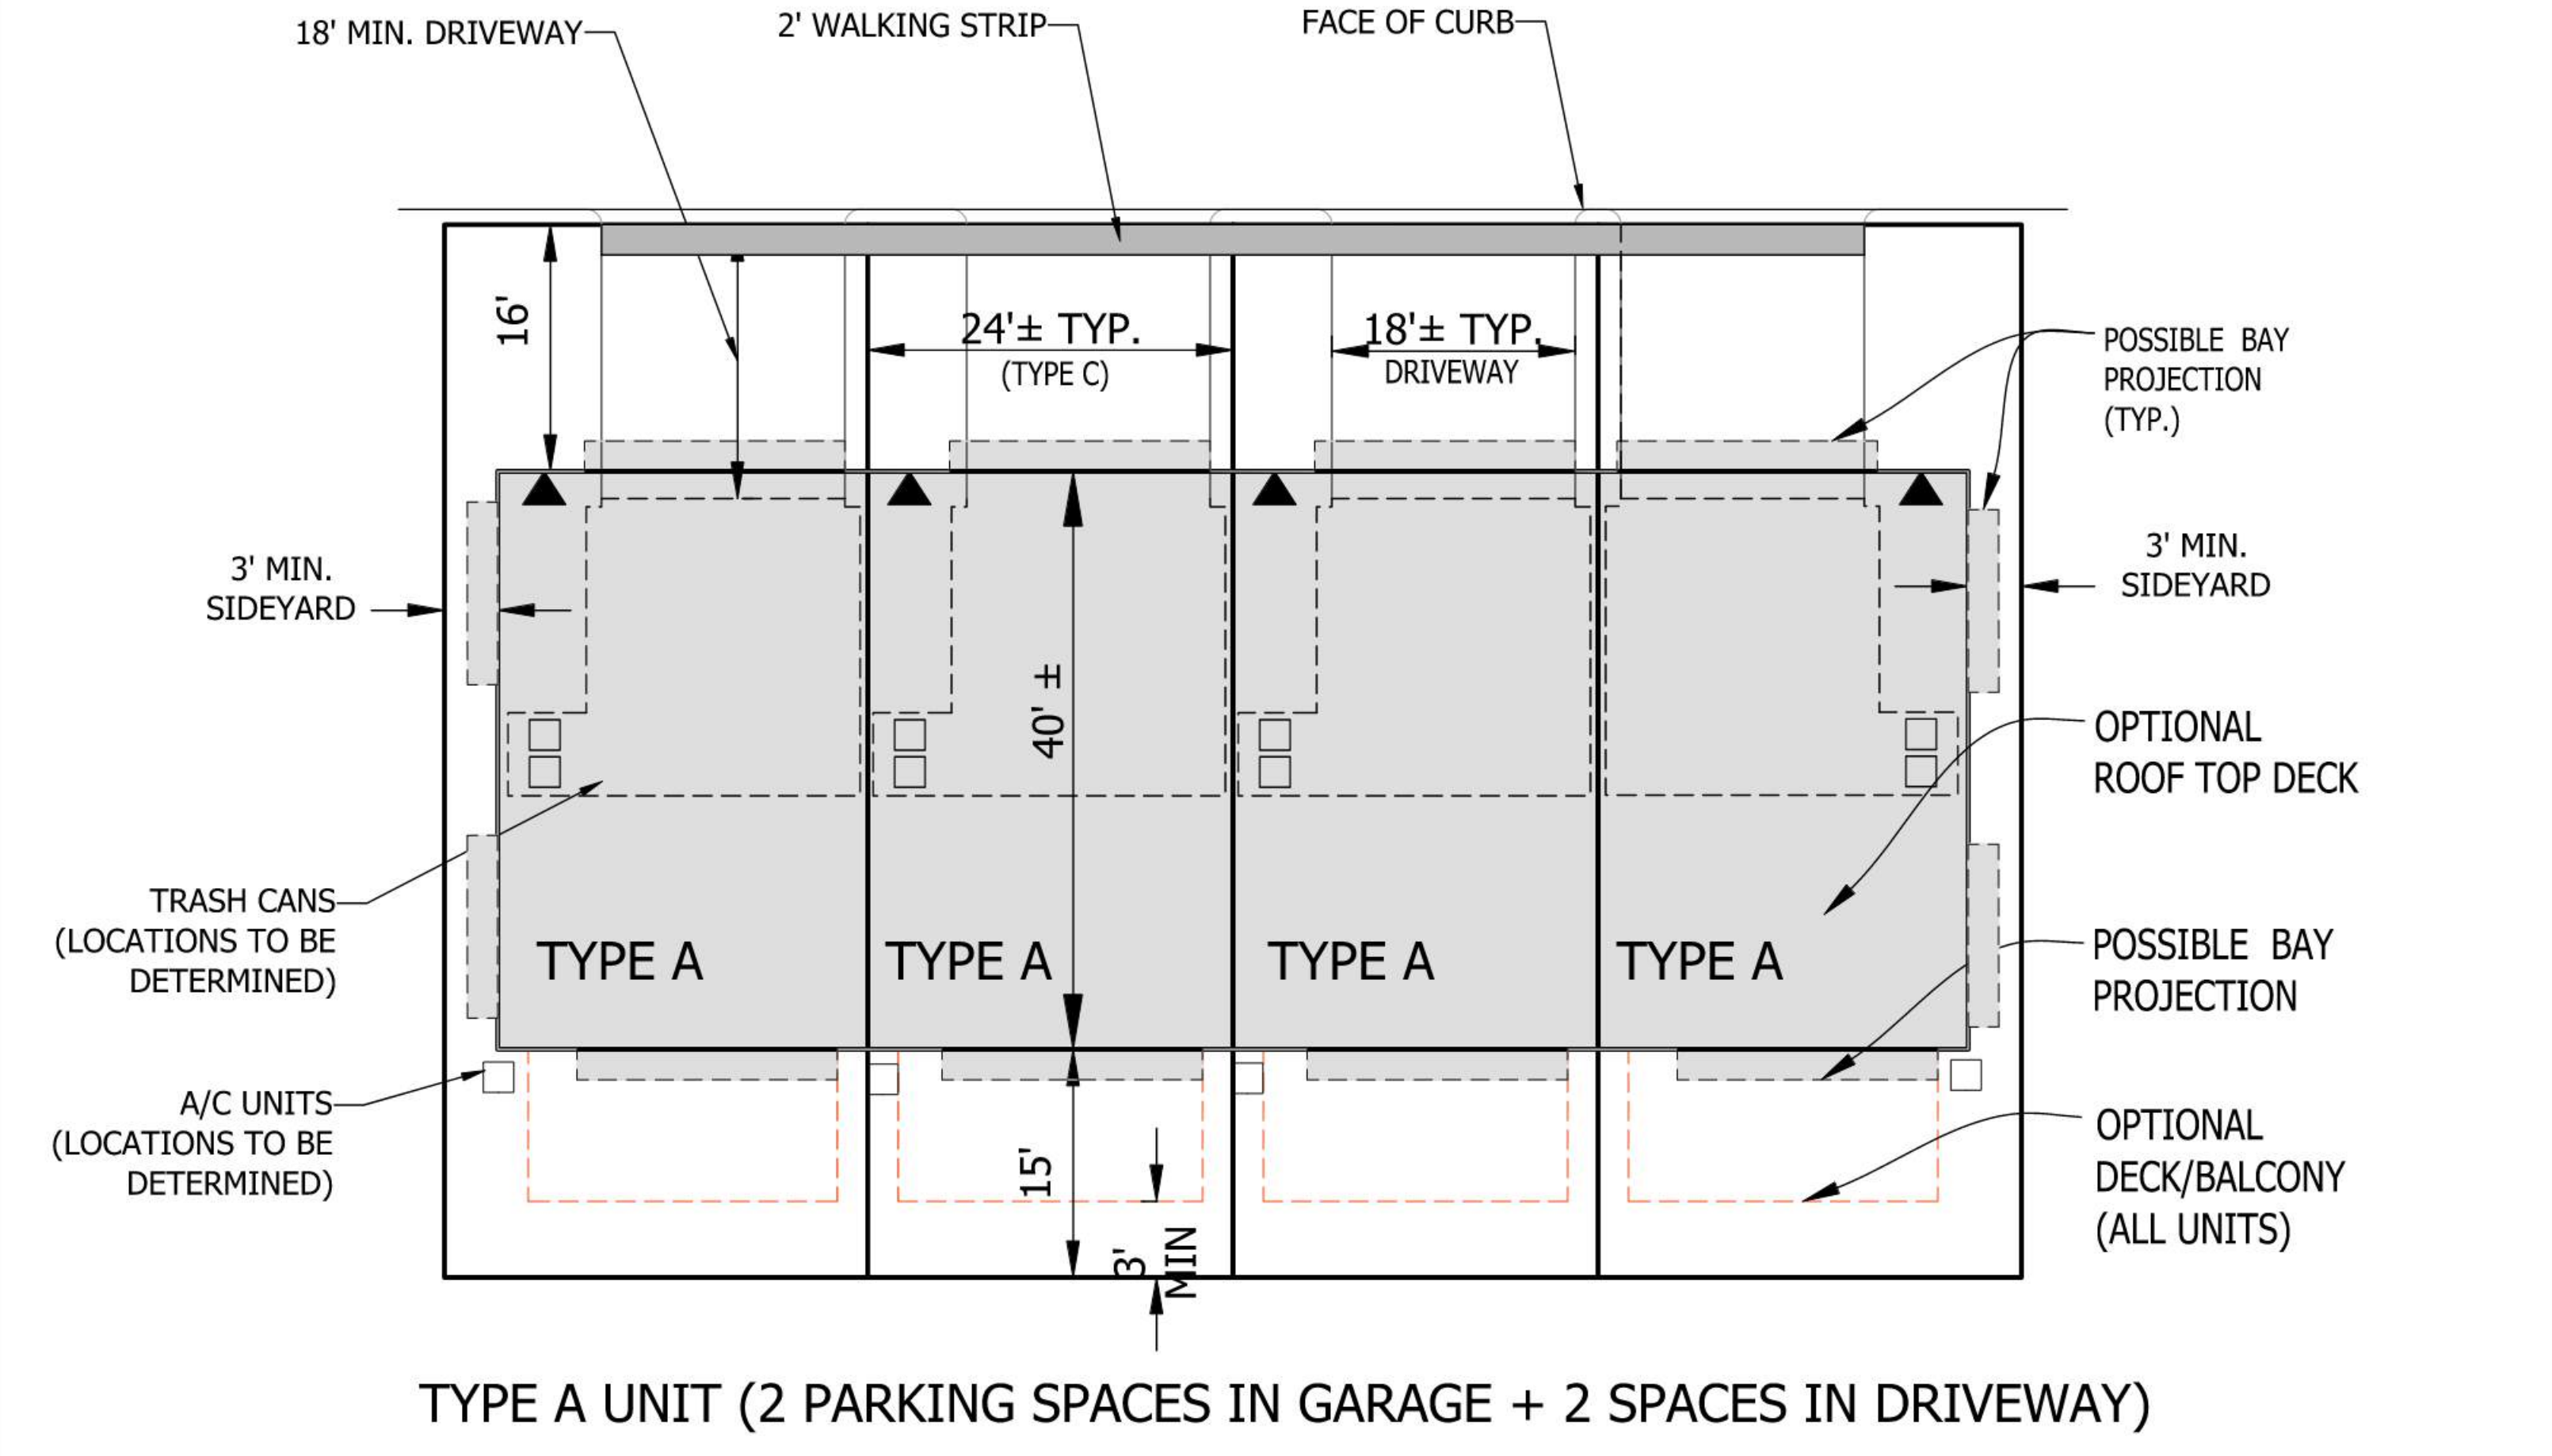 18' MIN. DRIVEWAY
2' WALKING STRIP
FACE OF CURB
16'
24'± TYP.
(TYPE C)
18'± TYP.
DRIVEWAY
POSSIBLE BAY
PROJECTION
(TYP.)
3' MIN.
SIDEYARD
3' MIN.
SIDEYARD
40' ±
OPTIONAL
ROOF TOP DECK
TRASH CANS
(LOCATIONS TO BE
DETERMINED)
TYPE A
TYPE A
TYPE A
TYPE A
POSSIBLE BAY
PROJECTION
A/C UNITS
(LOCATIONS TO BE
DETERMINED)
15'
3'
MIN
OPTIONAL
DECK/BALCONY
(ALL UNITS)
TYPE A UNIT (2 PARKING SPACES IN GARAGE + 2 SPACES IN DRIVEWAY)